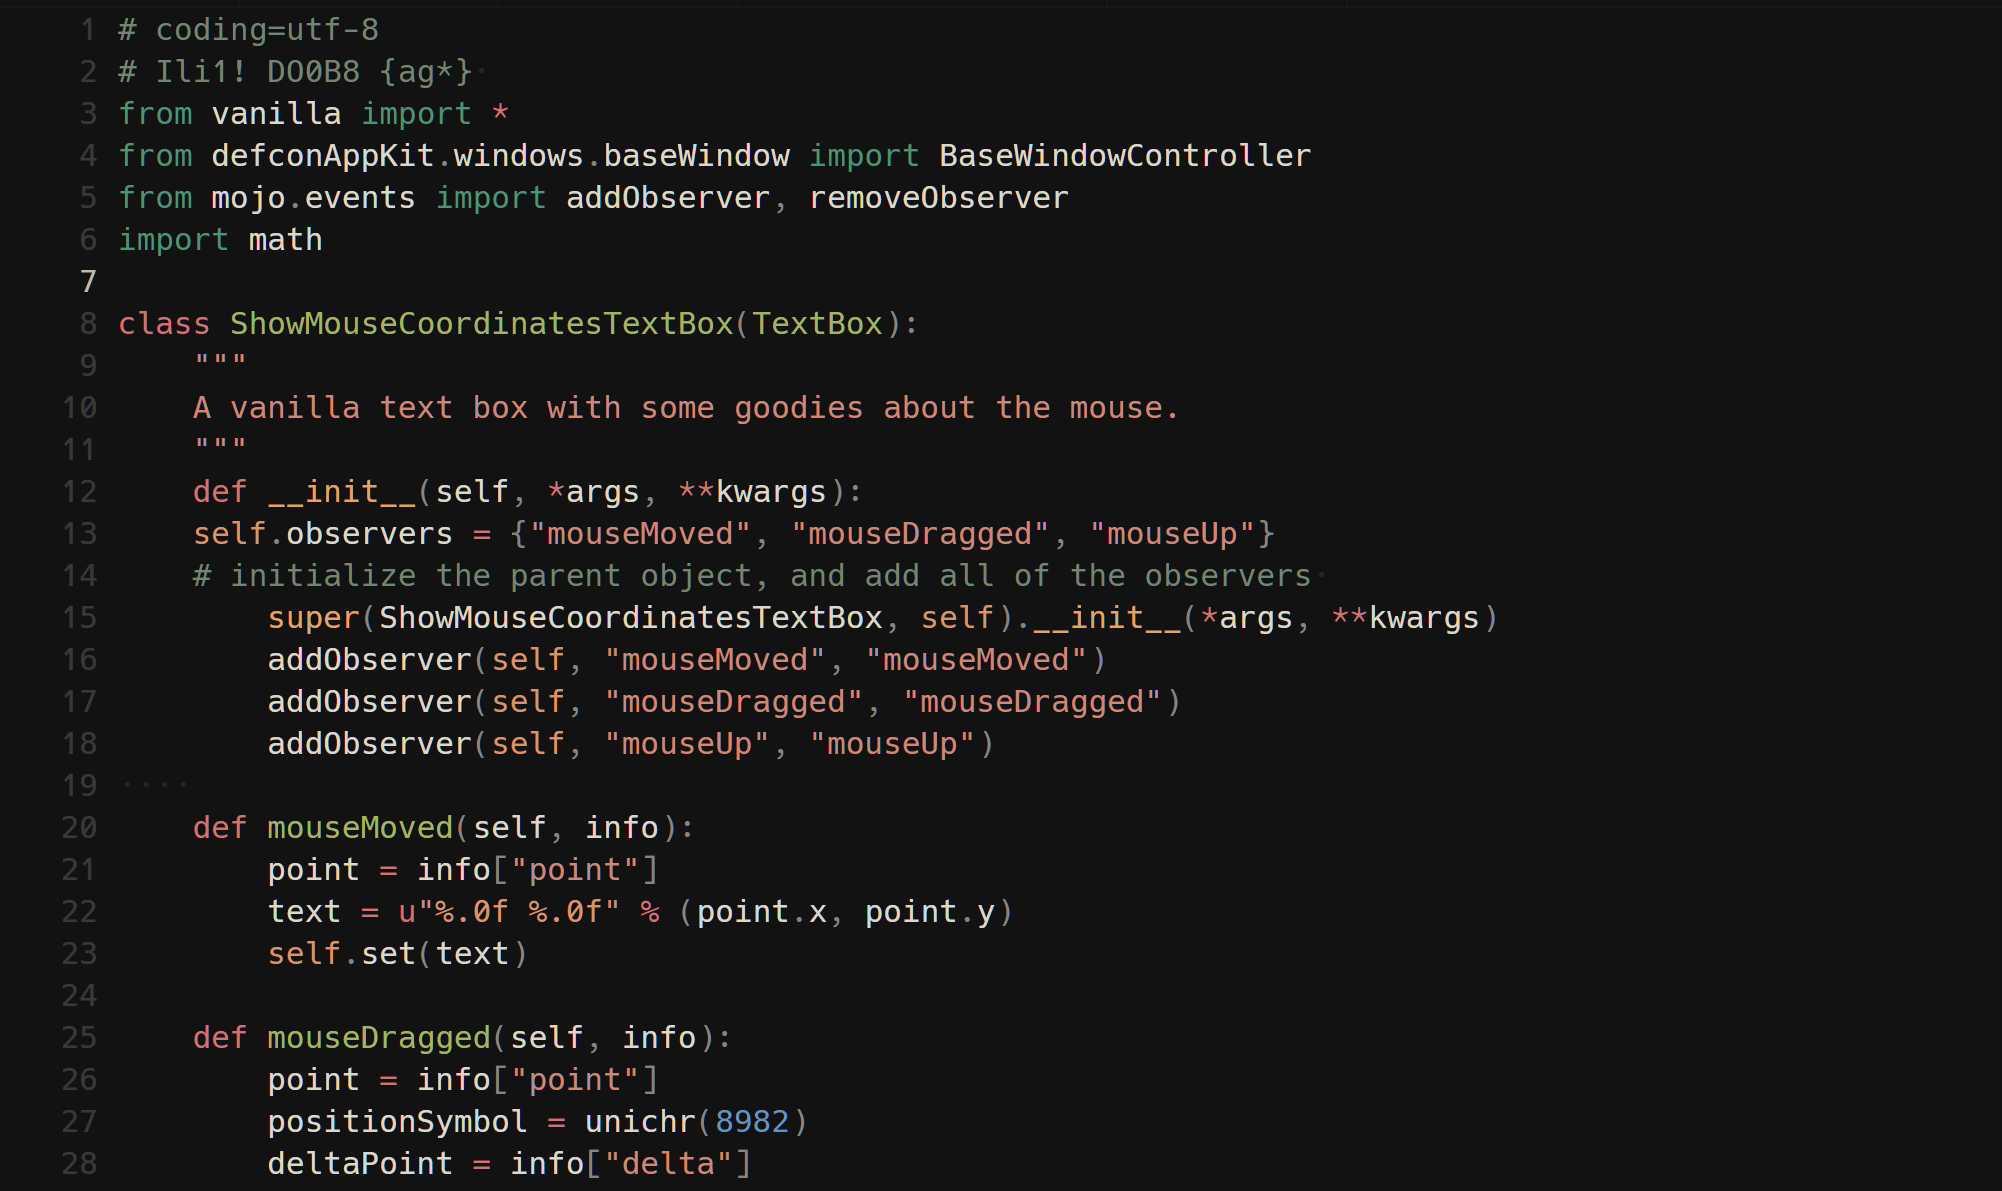 1 # coding=utf-8
2 # Ili1! DO0B8 {ag*}
3 from vanilla import *
4 from defconAppKit.windows.baseWindow import BaseWindowController
5 from mojo.events import addObserver, removeObserver
6 import math
7
8 class ShowMouseCoordinatesTextBox(TextBox):
9     """
10     A vanilla text box with some goodies about the mouse.
11     """
12     def __init__(self, *args, **kwargs):
13     self.observers = {"mouseMoved", "mouseDragged", "mouseUp"}
14     # initialize the parent object, and add all of the observers
15         super(ShowMouseCoordinatesTextBox, self).__init__(*args, **kwargs)
16         addObserver(self, "mouseMoved", "mouseMoved")
17         addObserver(self, "mouseDragged", "mouseDragged")
18         addObserver(self, "mouseUp", "mouseUp")
19
20     def mouseMoved(self, info):
21         point = info["point"]
22         text = u"%.0f %.0f" % (point.x, point.y)
23         self.set(text)
24
25     def mouseDragged(self, info):
26         point = info["point"]
27         positionSymbol = unichr(8982)
28         deltaPoint = info["delta"]